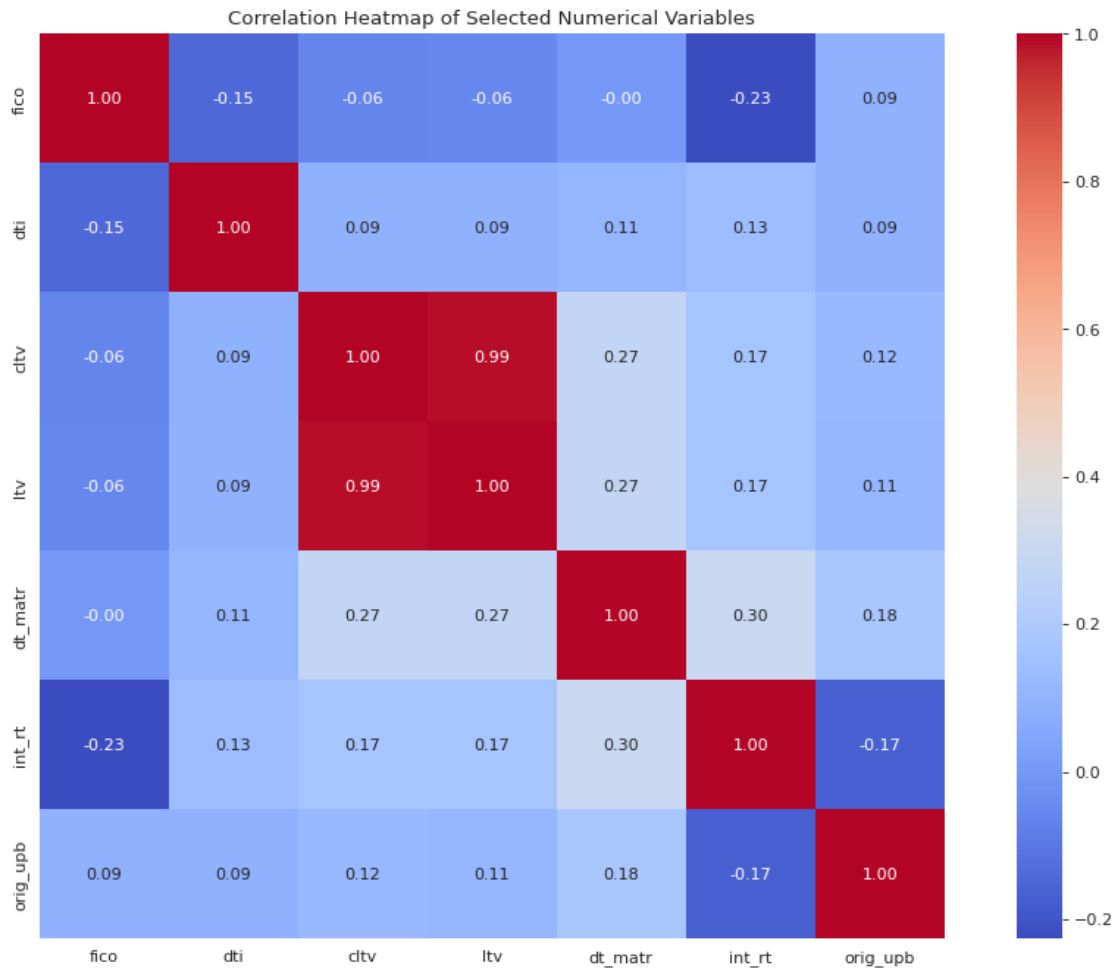 Correlation Heatmap of Selected Numerical Variables
fico 1.00 -0.15 -0.06 -0.06 -0.00 -0.23 0.09
dti -0.15 1.00 0.09 0.09 0.11 0.13 0.09
cltv -0.06 0.09 1.00 0.99 0.27 0.17 0.12
ltv -0.06 0.09 0.99 1.00 0.27 0.17 0.11
dt_matr -0.00 0.11 0.27 0.27 1.00 0.30 0.18
int_rt -0.23 0.13 0.17 0.17 0.30 1.00 -0.17
orig_upb 0.09 0.09 0.12 0.11 0.18 -0.17 1.00
fico dti cltv ltv dt_matr int_rt orig_upb
1.0
0.8
0.6
0.4
0.2
0.0
−0.2